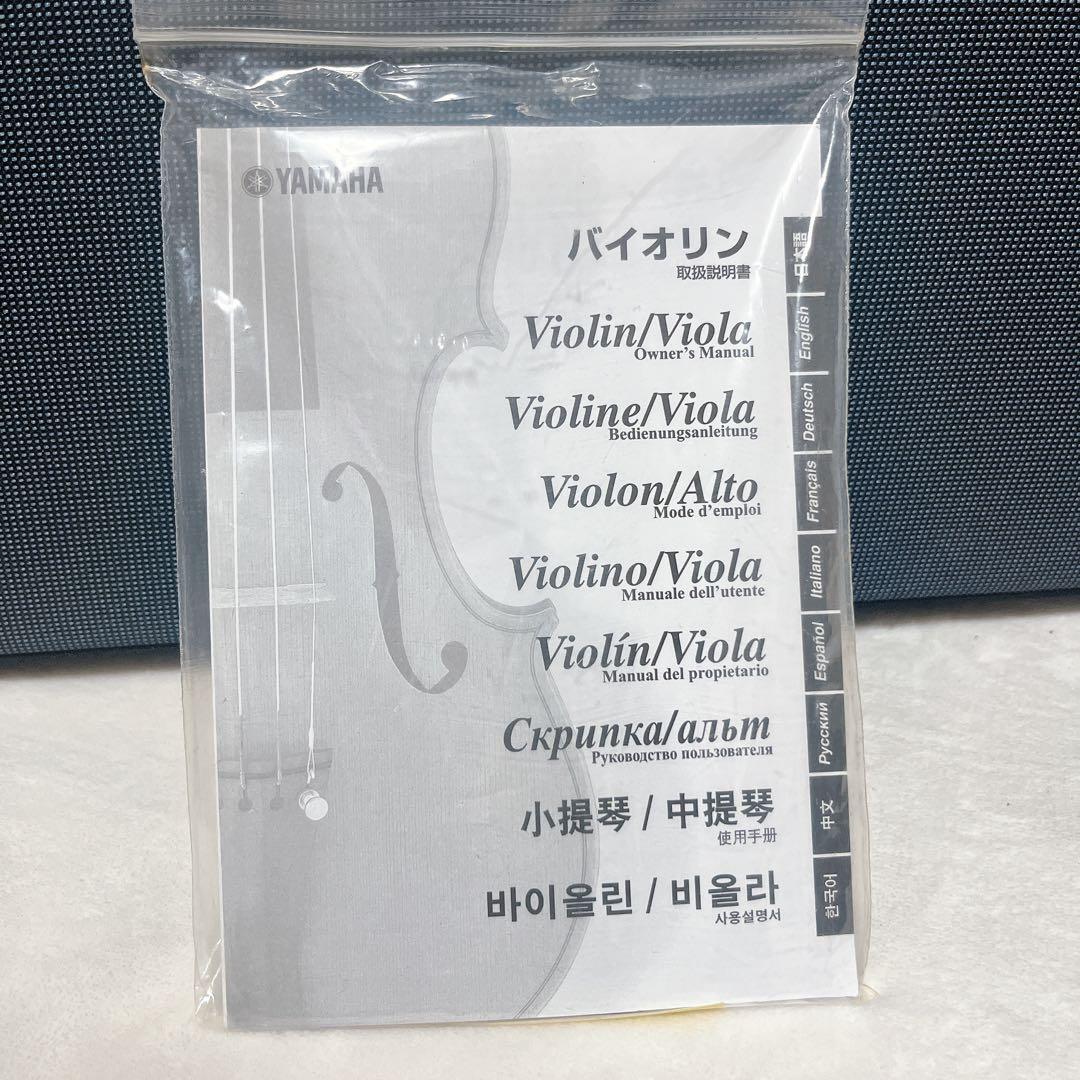 YAMAHA
バイオリン
取扱説明書
Violin/Viola
Owner's Manual
Violine/Viola
Bedienungsanleitung
Violon/Alto
Mode d'emploi
Violino/Viola
Manuale dell'utente
Violín/Viola
Manual del propietario
Скрипка/альт
Руководство пользователя
小提琴 / 中提琴
使用手册
바이올린 / 비올라
사용설명서
日本語
English
Deutsch
Français
Italiano
Español
Русский
中文
한국어